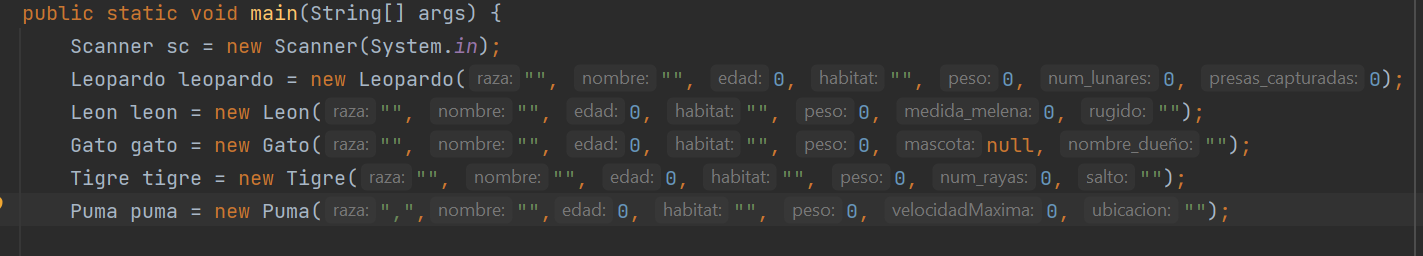 public static void main(String[] args) {
Scanner sc = new Scanner(System.in);
Leopardo leopardo = new Leopardo( raza: "", nombre: "", edad: 0, habitat: "", peso: 0, num_lunares: 0, presas_capturadas: 0);
Leon leon = new Leon( raza: "", nombre: "", edad: 0, habitat: "", peso: 0, medida_melena: 0, rugido: "");
Gato gato = new Gato( raza: "", nombre: "", edad: 0, habitat: "", peso: 0, mascota: null, nombre_dueño: "");
Tigre tigre = new Tigre( raza: "", nombre: "", edad: 0, habitat: "", peso: 0, num_rayas: 0, salto: "");
Puma puma = new Puma( raza: ",", nombre: "", edad: 0, habitat: "", peso: 0, velocidadMaxima: 0, ubicacion: "");